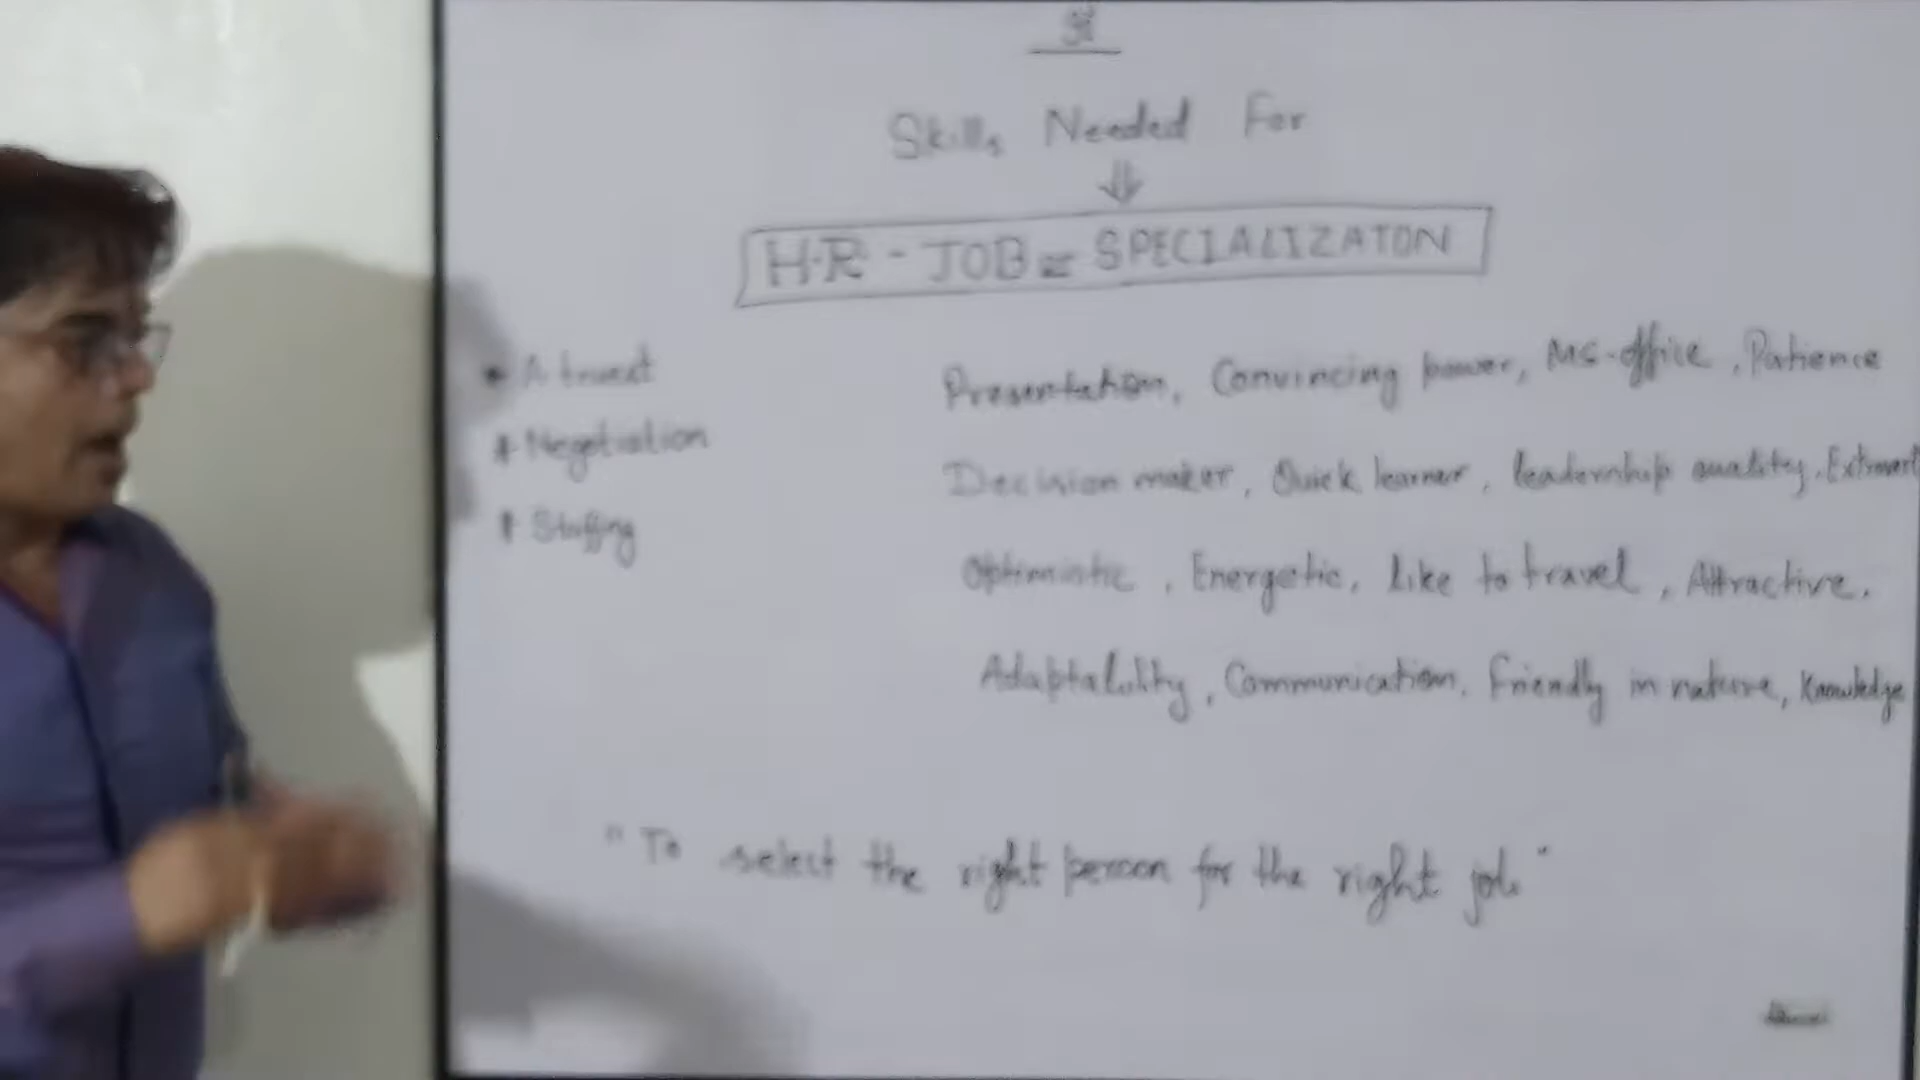 Skills Needed For
⇓
H.R - JOB or SPECIALIZATON
Negotiation
Staffing
Presentation, Convincing power, MS-office, Patience
Decision maker, Quick learner, leadership quality, Extrovert
Optimistic, Energetic, like to travel, Attractive.
Adaptability, Communication, friendly in nature, Knowledge
"To select the right person for the right job"